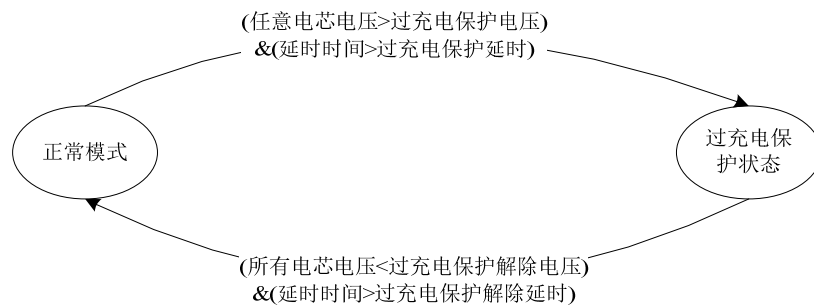 (任意电芯电压>过充电保护电压)
&(延时时间>过充电保护延时)
正常模式
过充电保
护状态
(所有电芯电压<过充电保护解除电压)
&(延时时间>过充电保护解除延时)